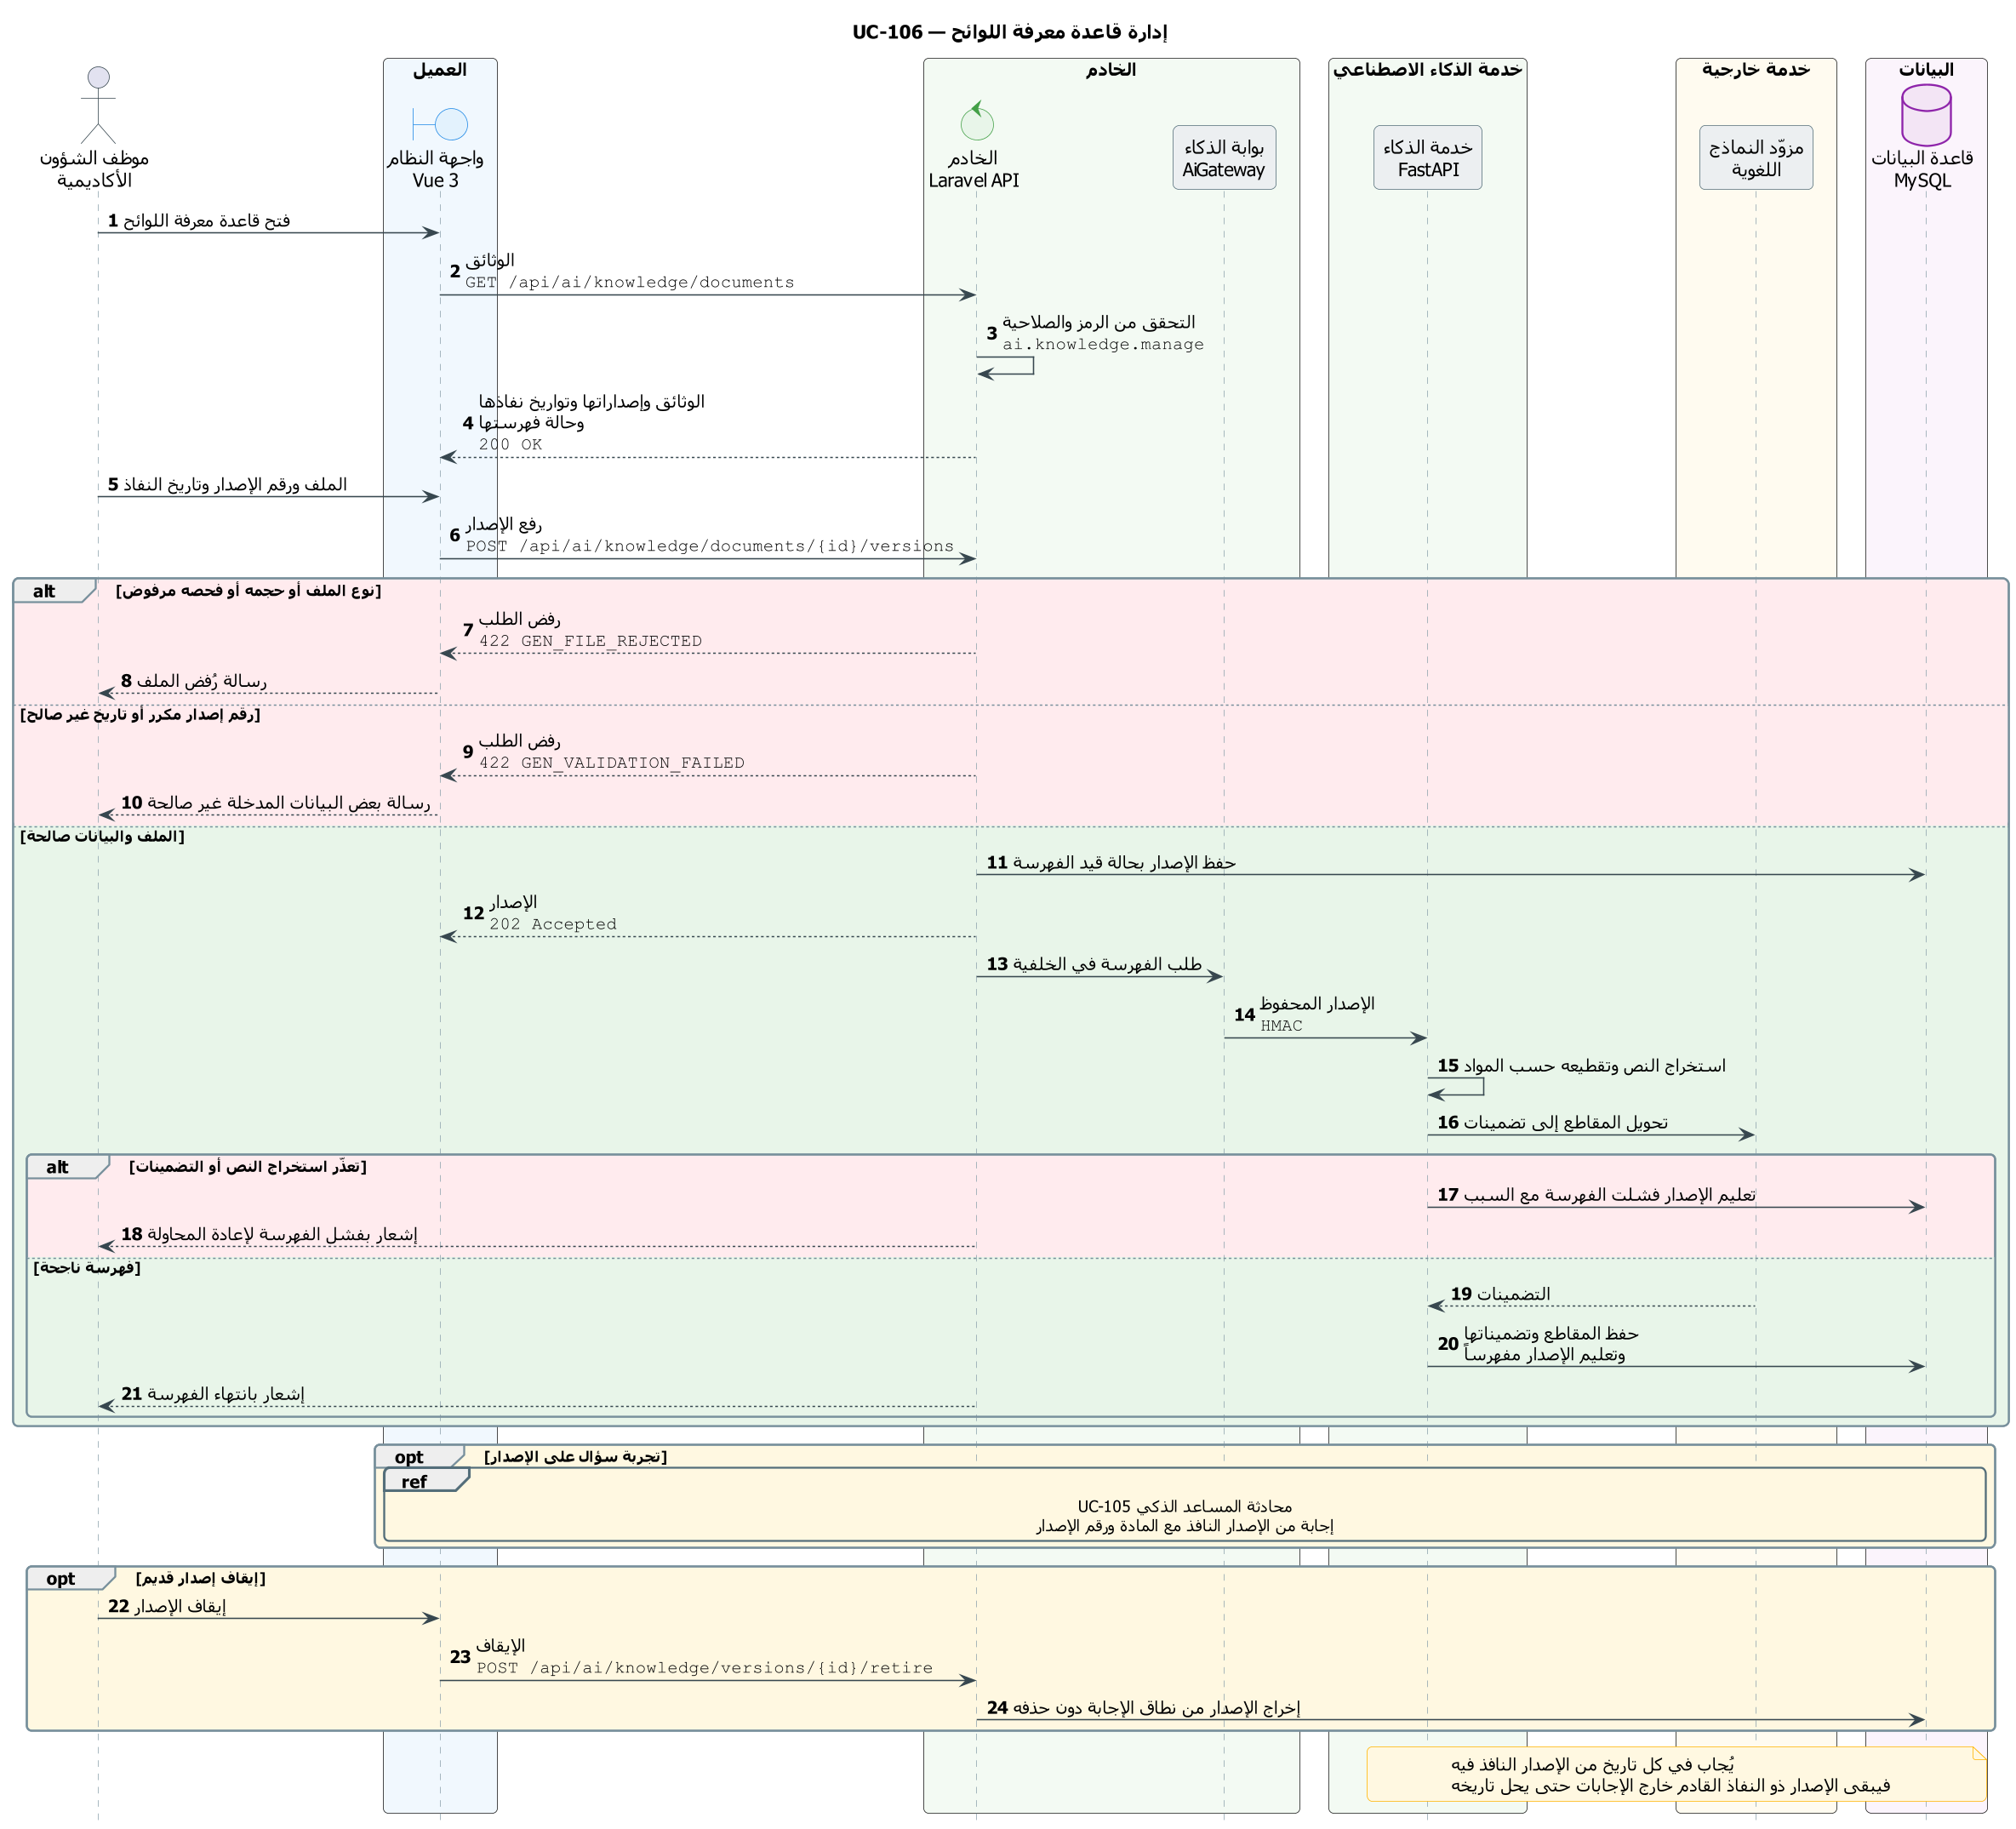 إدارة قاعدة معرفة اللوائح — UC-106
العميل
الخادم
خدمة الذكاء الاصطناعي
خدمة خارجية
البيانات
موظف الشؤون
الأكاديمية
واجهة النظام
Vue 3
الخادم
Laravel API
بوابة الذكاء
AiGateway
خدمة الذكاء
FastAPI
مزوّد النماذج
اللغوية
قاعدة البيانات
MySQL
1 فتح قاعدة معرفة اللوائح
2 الوثائق
GET /api/ai/knowledge/documents
3 التحقق من الرمز والصلاحية
ai.knowledge.manage
4 الوثائق وإصداراتها وتواريخ نفاذها
وحالة فهرستها
200 OK
5 الملف ورقم الإصدار وتاريخ النفاذ
6 رفع الإصدار
POST /api/ai/knowledge/documents/{id}/versions
alt [نوع الملف أو حجمه أو فحصه مرفوض]
7 رفض الطلب
422 GEN_FILE_REJECTED
8 رسالة رُفض الملف
[رقم إصدار مكرر أو تاريخ غير صالح]
9 رفض الطلب
422 GEN_VALIDATION_FAILED
10 رسالة بعض البيانات المدخلة غير صالحة
[الملف والبيانات صالحة]
11 حفظ الإصدار بحالة قيد الفهرسة
12 الإصدار
202 Accepted
13 طلب الفهرسة في الخلفية
14 الإصدار المحفوظ
HMAC
15 استخراج النص وتقطيعه حسب المواد
16 تحويل المقاطع إلى تضمينات
alt [تعذّر استخراج النص أو التضمينات]
17 تعليم الإصدار فشلت الفهرسة مع السبب
18 إشعار بفشل الفهرسة لإعادة المحاولة
[فهرسة ناجحة]
19 التضمينات
20 حفظ المقاطع وتضميناتها
وتعليم الإصدار مفهرساً
21 إشعار بانتهاء الفهرسة
opt [تجربة سؤال على الإصدار]
ref
محادثة المساعد الذكي UC-105
إجابة من الإصدار النافذ مع المادة ورقم الإصدار
opt [إيقاف إصدار قديم]
22 إيقاف الإصدار
23 الإيقاف
POST /api/ai/knowledge/versions/{id}/retire
24 إخراج الإصدار من نطاق الإجابة دون حذفه
يُجاب في كل تاريخ من الإصدار النافذ فيه
فيبقى الإصدار ذو النفاذ القادم خارج الإجابات حتى يحل تاريخه